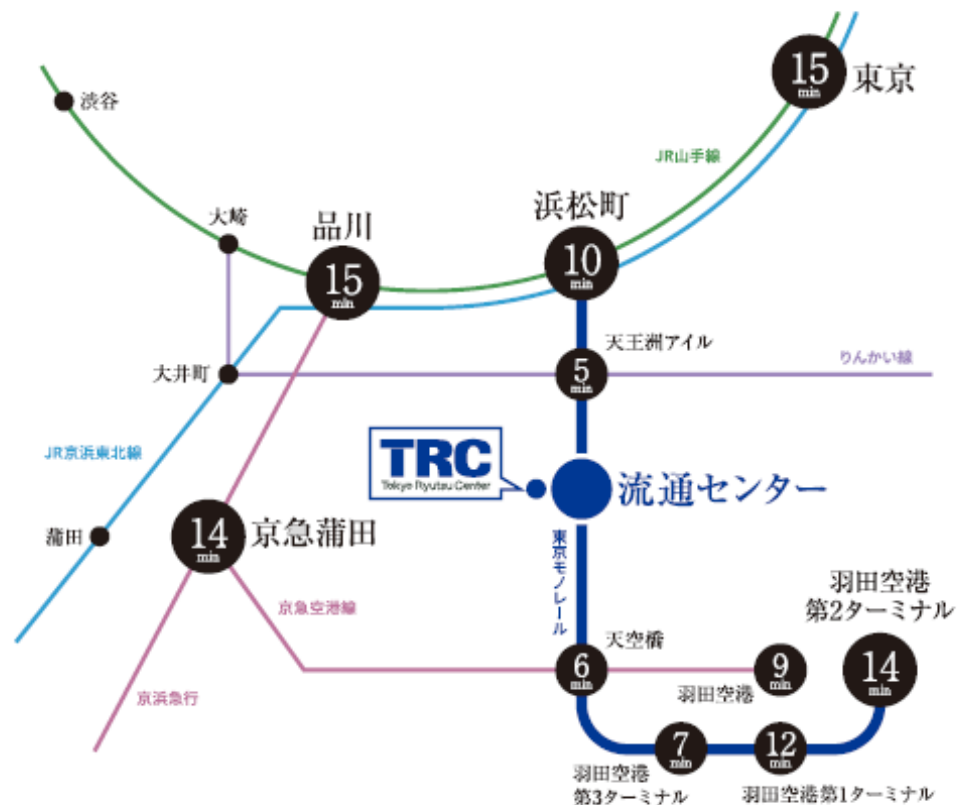 15
min
東京
渋谷
JR山手線
大崎
品川
浜松町
15
min
10
min
天王洲アイル
大井町
5
min
りんかい線
JR京浜東北線
TRC
Tokyo Ryutsu Center
流通センター
蒲田
14
min
京急蒲田
東京モノレール
京急空港線
羽田空港
第2ターミナル
天空橋
6
min
9
min
14
min
羽田空港
京浜急行
7
min
12
min
羽田空港
第3ターミナル
羽田空港第1ターミナル